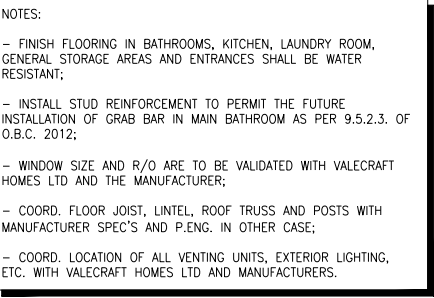 NOTES:
– FINISH FLOORING IN BATHROOMS, KITCHEN, LAUNDRY ROOM,
GENERAL STORAGE AREAS AND ENTRANCES SHALL BE WATER
RESISTANT;
– INSTALL STUD REINFORCEMENT TO PERMIT THE FUTURE
INSTALLATION OF GRAB BAR IN MAIN BATHROOM AS PER 9.5.2.3. OF
O.B.C. 2012;
– WINDOW SIZE AND R/O ARE TO BE VALIDATED WITH VALECRAFT
HOMES LTD AND THE MANUFACTURER;
– COORD. FLOOR JOIST, LINTEL, ROOF TRUSS AND POSTS WITH
MANUFACTURER SPEC'S AND P.ENG. IN OTHER CASE;
– COORD. LOCATION OF ALL VENTING UNITS, EXTERIOR LIGHTING,
ETC. WITH VALECRAFT HOMES LTD AND MANUFACTURERS.